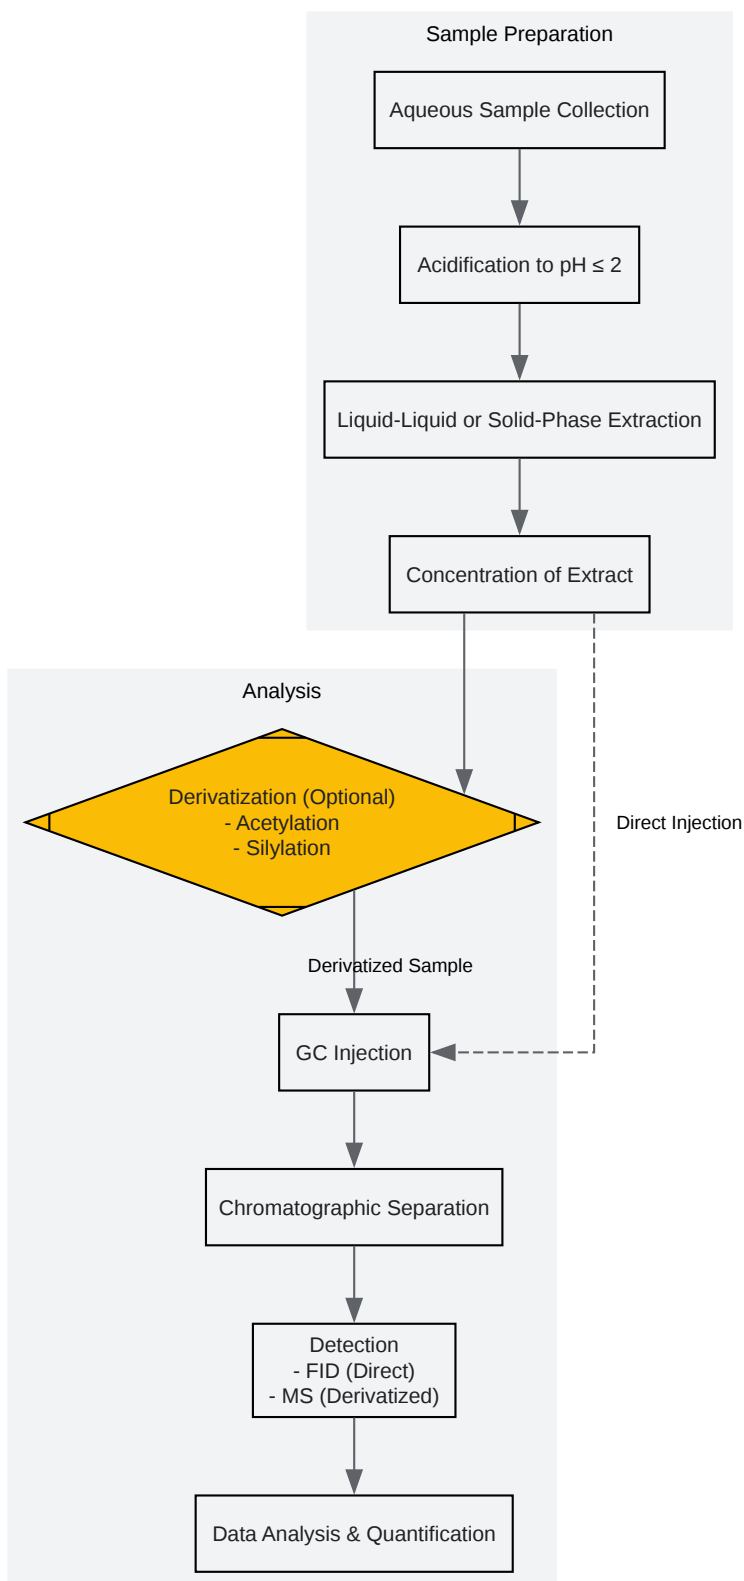 Sample Preparation
Aqueous Sample Collection
Acidification to pH ≤ 2
Liquid-Liquid or Solid-Phase Extraction
Concentration of Extract
Analysis
Derivatization (Optional)
- Acetylation
- Silylation
Direct Injection
Derivatized Sample
GC Injection
Chromatographic Separation
Detection
- FID (Direct)
- MS (Derivatized)
Data Analysis & Quantification